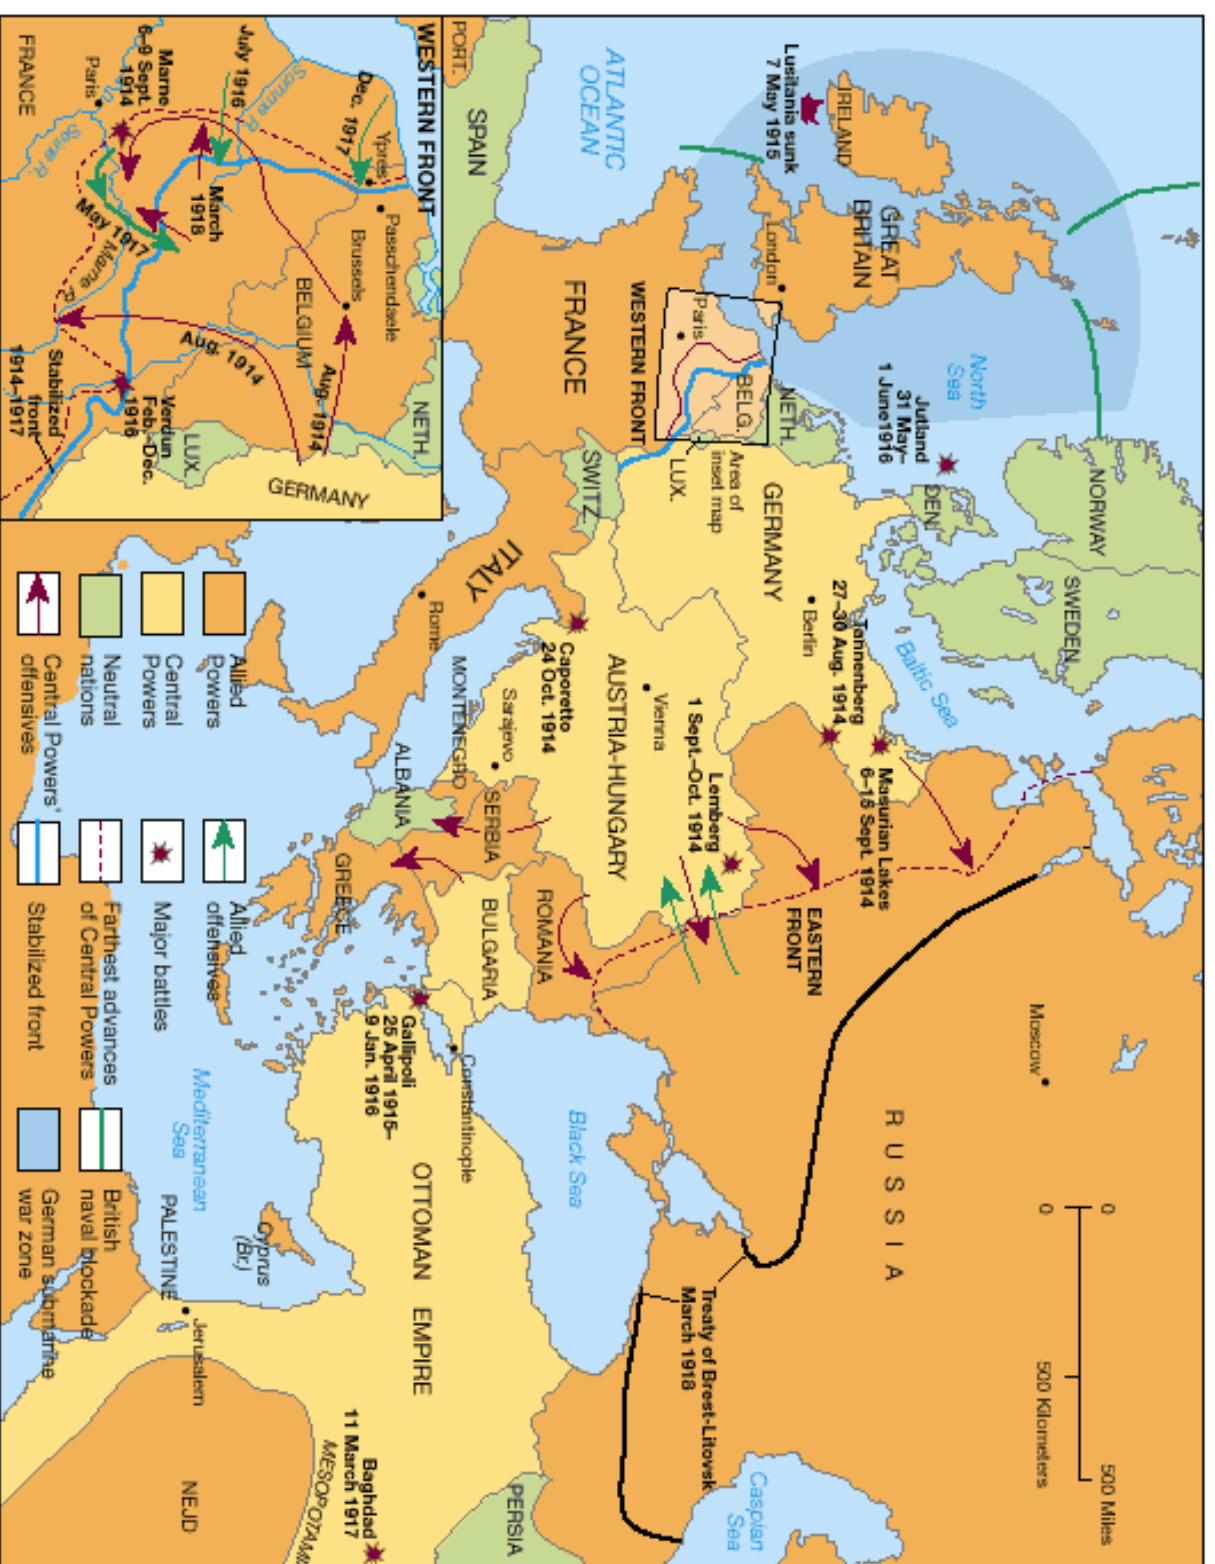 WESTERN FRONT
Dec. 1917
Ypres
Passchendaele
July 1916
Somme R.
Brussels
BELGIUM
NETH.
Marne
6–9 Sept.
1914
March
1918
Aug. 1914
Aug. 1914
Paris
May 1917
Marne R.
Seine R.
FRANCE
Verdun
Feb.–Dec.
1916
LUX.
GERMANY
Stabilized
front
1914–1917
PORT.
SPAIN
ATLANTIC
OCEAN
Lusitania sunk
7 May 1915
IRELAND
GREAT
BRITAIN
London
North
Sea
Jutland
31 May–
1 June1916
NORWAY
SWEDEN
DEN.
Baltic Sea
NETH.
BELG.
Paris
WESTERN FRONT
FRANCE
LUX.
Area of
inset map
GERMANY
Berlin
SWITZ.
ITALY
Rome
Tannenberg
27–30 Aug. 1914
Masurian Lakes
6–15 Sept. 1914
Lemberg
1 Sept.–Oct. 1914
Vienna
AUSTRIA-HUNGARY
Caporetto
24 Oct. 1914
Sarajevo
MONTENEGRO
SERBIA
ALBANIA
GREECE
BULGARIA
ROMANIA
EASTERN
FRONT
Moscow
RUSSIA
0
500 Miles
0
500 Kilometers
Treaty of Brest-Litovsk
March 1918
Black Sea
Caspian
Sea
Constantinople
Gallipoli
25 April 1915–
9 Jan. 1916
OTTOMAN EMPIRE
Mediterranean
Sea
Cyprus
(Br.)
PALESTINE
Jerusalem
PERSIA
Baghdad
11 March 1917
NEJD
Allied
Powers
Central
Powers
Neutral
nations
Central Powers'
offensives
Allied
offensives
Major battles
Farthest advances
of Central Powers
Stabilized front
British
naval blockade
German submarine
war zone